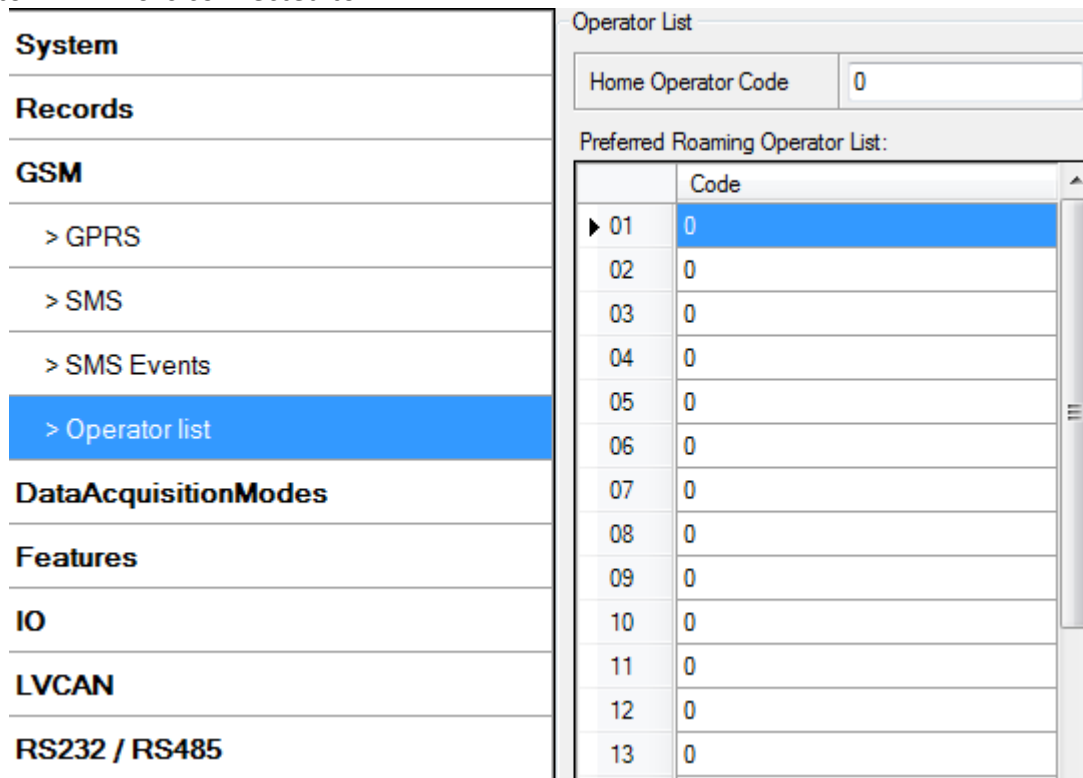 System
Records
GSM
> GPRS
> SMS
> SMS Events
> Operator list
DataAcquisitionModes
Features
IO
LVCAN
RS232 / RS485
Operator List
Home Operator Code 0
Preferred Roaming Operator List:
Code
01 0
02 0
03 0
04 0
05 0
06 0
07 0
08 0
09 0
10 0
11 0
12 0
13 0